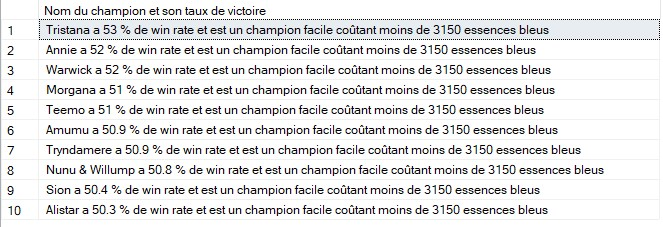 Nom du champion et son taux de victoire
1 Tristana a 53 % de win rate et est un champion facile coûtant moins de 3150 essences bleus
2 Annie a 52 % de win rate et est un champion facile coûtant moins de 3150 essences bleus
3 Warwick a 52 % de win rate et est un champion facile coûtant moins de 3150 essences bleus
4 Morgana a 51 % de win rate et est un champion facile coûtant moins de 3150 essences bleus
5 Teemo a 51 % de win rate et est un champion facile coûtant moins de 3150 essences bleus
6 Amumu a 50.9 % de win rate et est un champion facile coûtant moins de 3150 essences bleus
7 Tryndamere a 50.9 % de win rate et est un champion facile coûtant moins de 3150 essences bleus
8 Nunu & Willump a 50.8 % de win rate et est un champion facile coûtant moins de 3150 essences bleus
9 Sion a 50.4 % de win rate et est un champion facile coûtant moins de 3150 essences bleus
10 Alistar a 50.3 % de win rate et est un champion facile coûtant moins de 3150 essences bleus